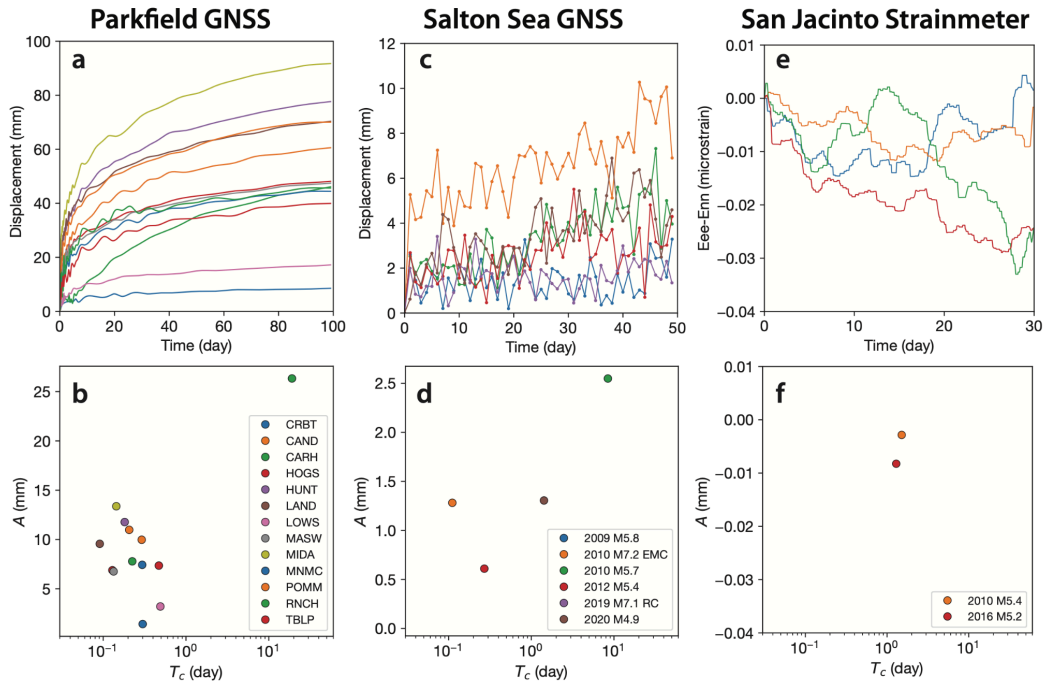 Parkfield GNSS
Salton Sea GNSS
San Jacinto Strainmeter
a
100
80
60
40
20
0
Displacement (mm)
0 20 40 60 80 100
Time (day)
c
12
10
8
6
4
2
0
Displacement (mm)
0 10 20 30 40 50
Time (day)
e
0.01
0.00
−0.01
−0.02
−0.03
−0.04
Eee-Enn (microstrain)
0 10 20 30
Time (day)
b
25
20
15
10
5
A (mm)
CRBT
CAND
CARH
HOGS
HUNT
LAND
LOWS
MASW
MIDA
MNMC
POMM
RNCH
TBLP
10⁻¹ 10⁰ 10¹
T_c (day)
d
2.5
2.0
1.5
1.0
0.5
0.0
A (mm)
2009 M5.8
2010 M7.2 EMC
2010 M5.7
2012 M5.4
2019 M7.1 RC
2020 M4.9
10⁻¹ 10⁰ 10¹
T_c (day)
f
0.01
0.00
−0.01
−0.02
−0.03
−0.04
A (mm)
2010 M5.4
2016 M5.2
10⁻¹ 10⁰ 10¹
T_c (day)